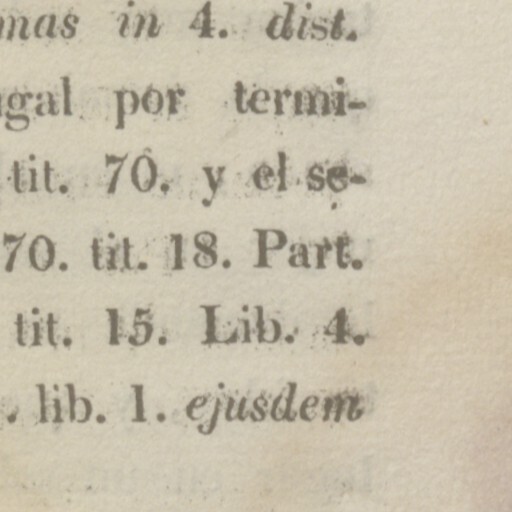 mas in 4. dist.
gal por termi-
tit. 70. y el se-
70. tit. 18. Part.
tit. 15. Lib. 4.
. lib. 1. ejusdem